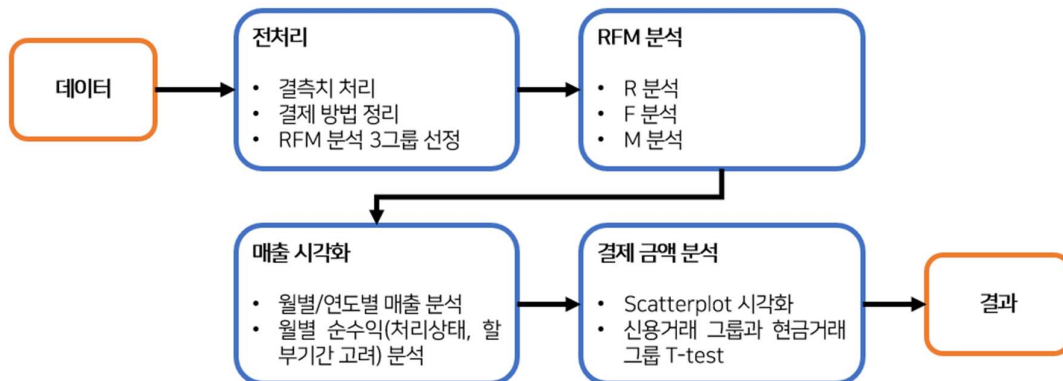 데이터
전처리
• 결측치 처리
• 결제 방법 정리
• RFM 분석 3그룹 선정
RFM 분석
• R 분석
• F 분석
• M 분석
매출 시각화
• 월별/연도별 매출 분석
• 월별 순수익(처리상태, 할
부기간 고려) 분석
결제 금액 분석
• Scatterplot 시각화
• 신용거래 그룹과 현금거래
그룹 T-test
결과